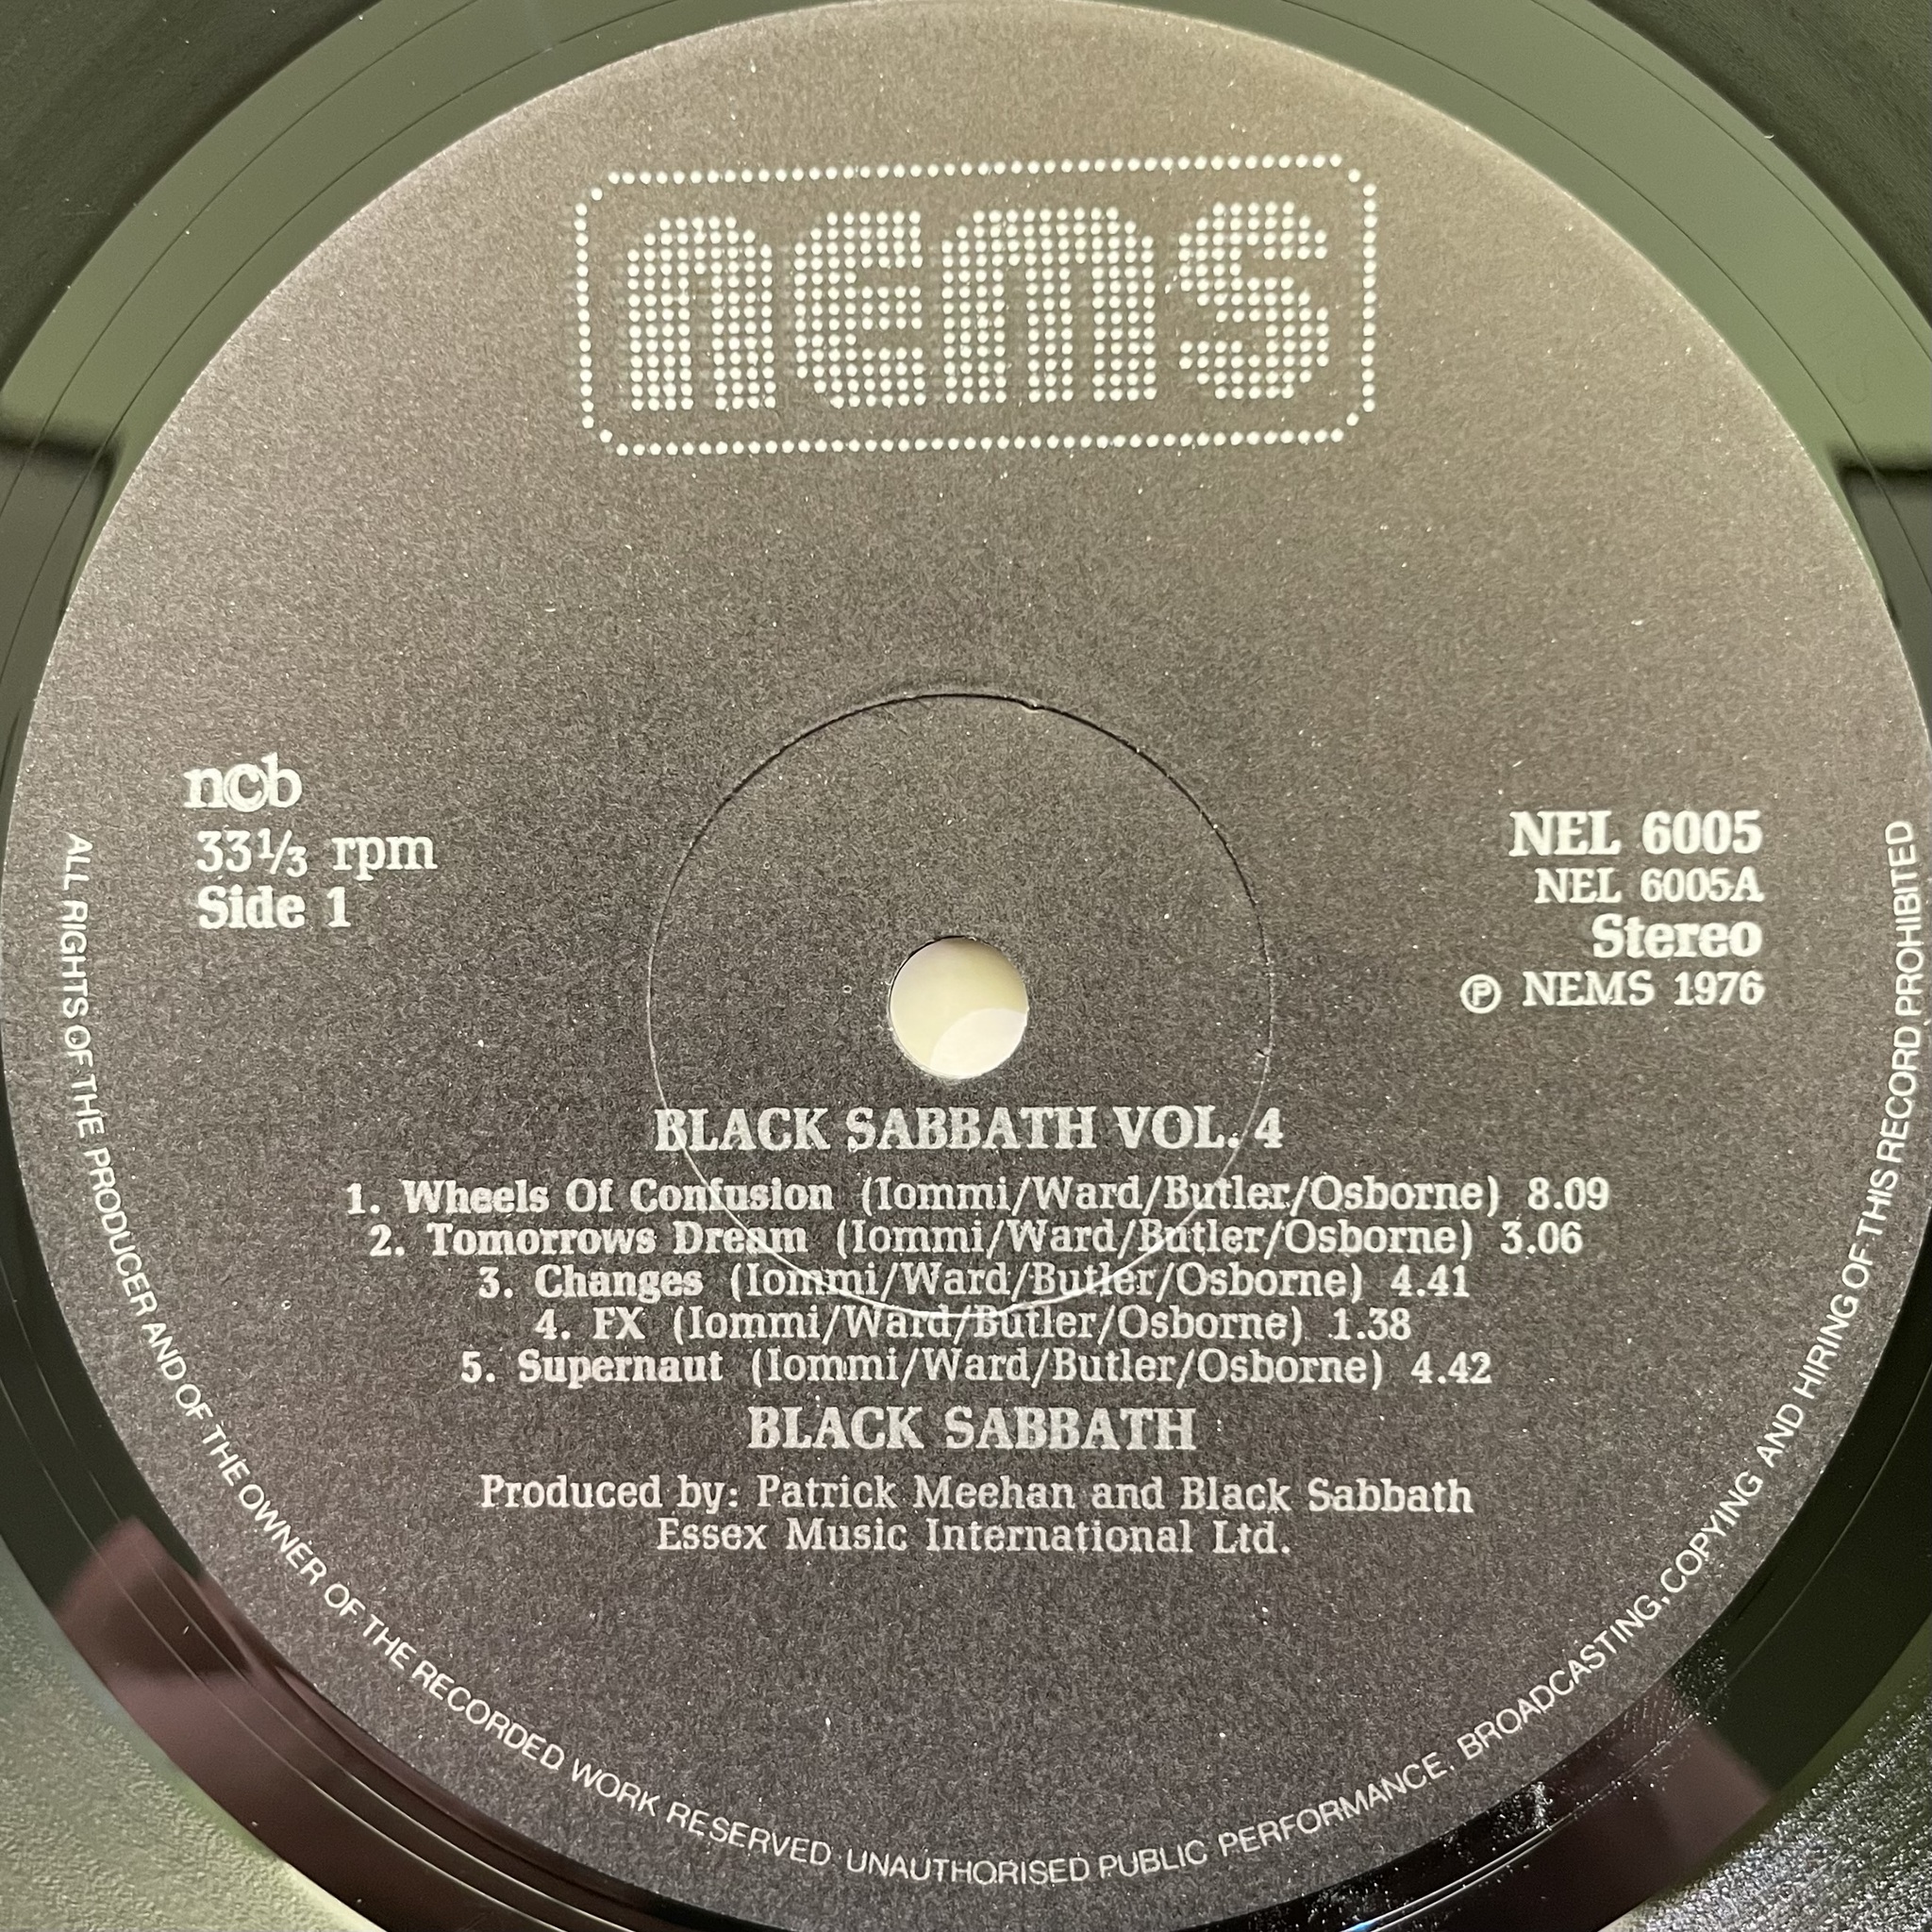 nems
ncb
33⅓ rpm
Side 1
NEL 6005
NEL 6005A
Stereo
℗ NEMS 1976
BLACK SABBATH VOL. 4
1. Wheels Of Confusion (Iommi/Ward/Butler/Osborne) 8.09
2. Tomorrows Dream (Iommi/Ward/Butler/Osborne) 3.06
3. Changes (Iommi/Ward/Butler/Osborne) 4.41
4. FX (Iommi/Ward/Butler/Osborne) 1.38
5. Supernaut (Iommi/Ward/Butler/Osborne) 4.42
BLACK SABBATH
Produced by: Patrick Meehan and Black Sabbath
Essex Music International Ltd.
ALL RIGHTS OF THE PRODUCER AND OF THE OWNER OF THE RECORDED WORK RESERVED · UNAUTHORISED PUBLIC PERFORMANCE, BROADCASTING, COPYING AND HIRING OF THIS RECORD PROHIBITED